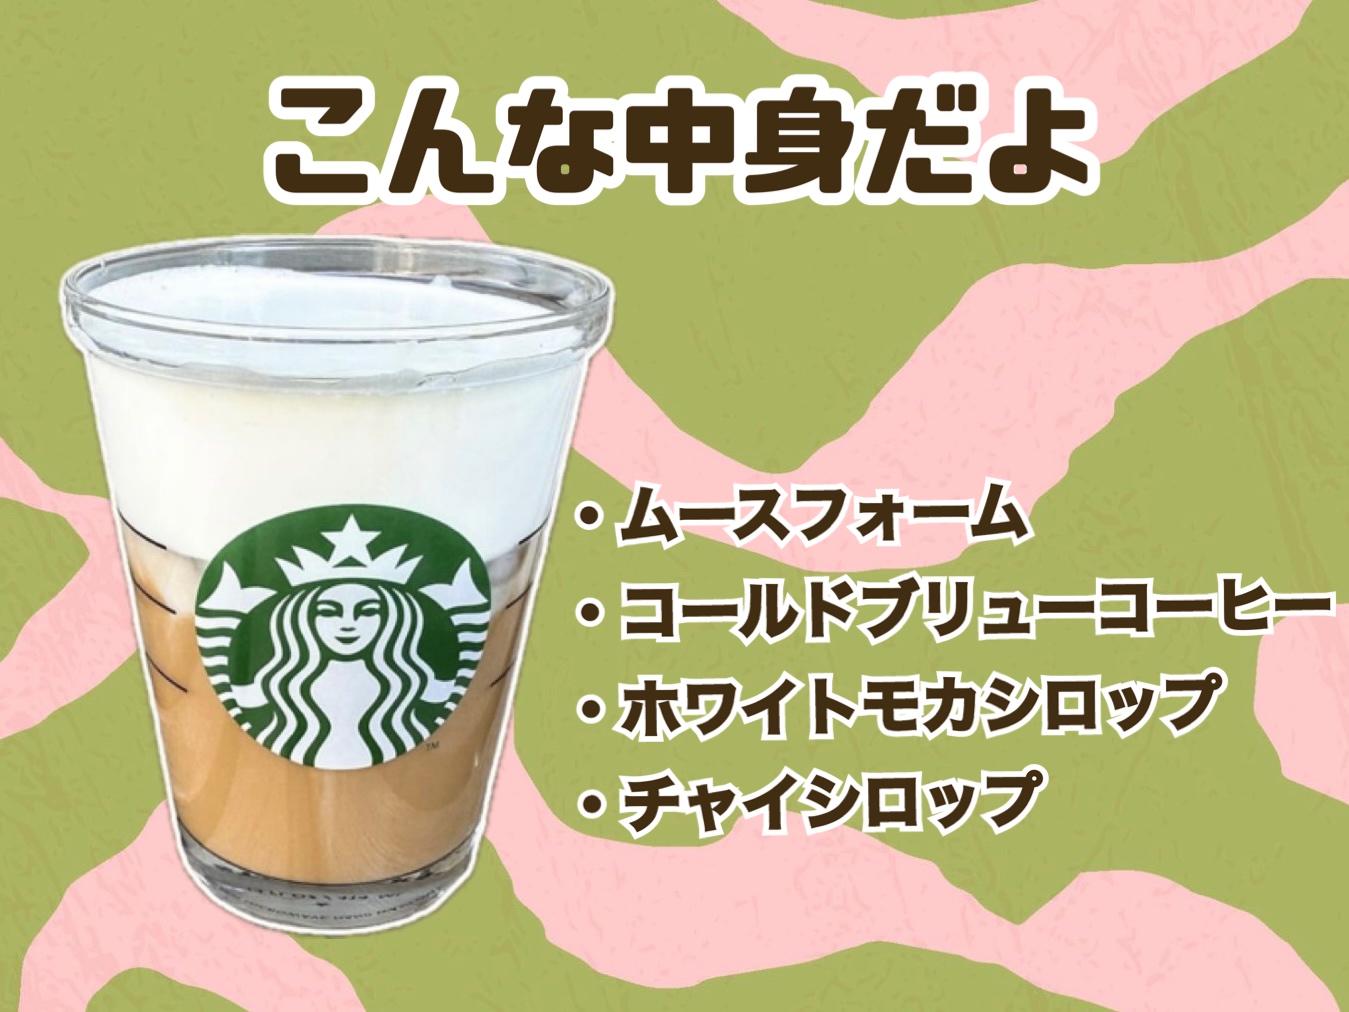 こんな中身だよ
・ムースフォーム
・コールドブリューコーヒー
・ホワイトモカシロップ
・チャイシロップ
TM